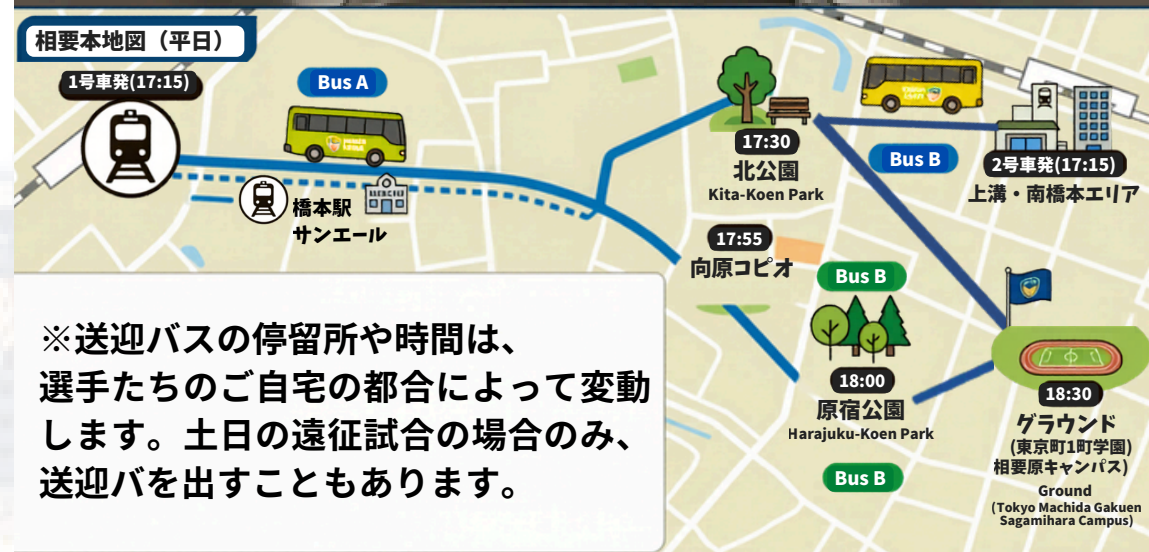 相要本地図（平日）
1号車発(17:15)
Bus A
橋本駅
サンエール
17:30
北公園
Kita-Koen Park
Bus B
2号車発(17:15)
上溝・南橋本エリア
17:55
向原コピオ
Bus B
18:00
原宿公園
Harajuku-Koen Park
Bus B
18:30
グラウンド
(東京町1町学園)
相要原キャンパス)
Ground
(Tokyo Machida Gakuen
Sagamihara Campus)
※送迎バスの停留所や時間は、
選手たちのご自宅の都合によって変動
します。土日の遠征試合の場合のみ、
送迎バを出すこともあります。